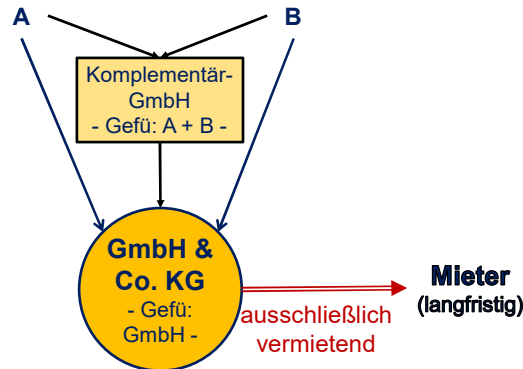 A
B
Komplementär-
GmbH
- Gefü: A + B -
GmbH &
Co. KG
- Gefü:
GmbH -
ausschließlich
vermietend
Mieter
(langfristig)